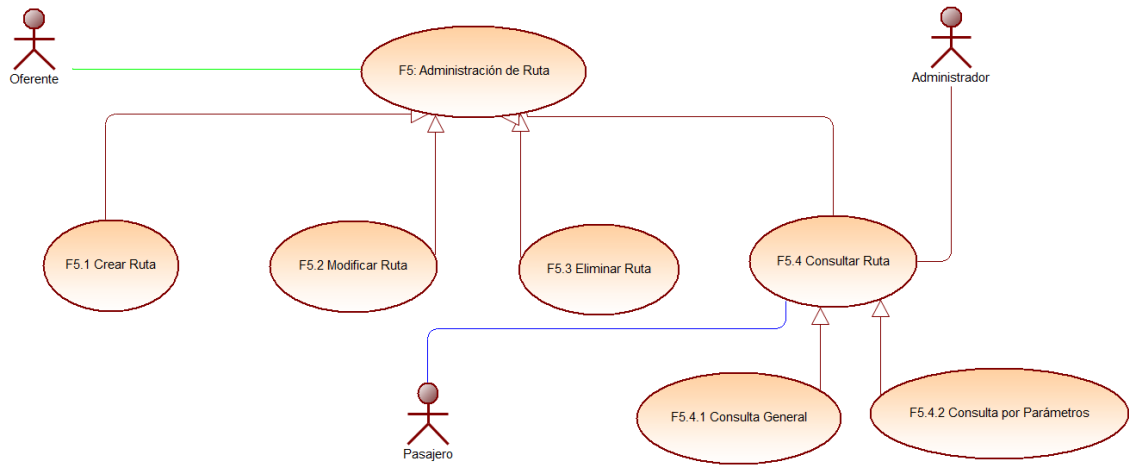 F5: Administración de Ruta
Oferente
Administrador
F5.1 Crear Ruta
F5.2 Modificar Ruta
F5.3 Eliminar Ruta
F5.4 Consultar Ruta
F5.4.1 Consulta General
F5.4.2 Consulta por Parámetros
Pasajero